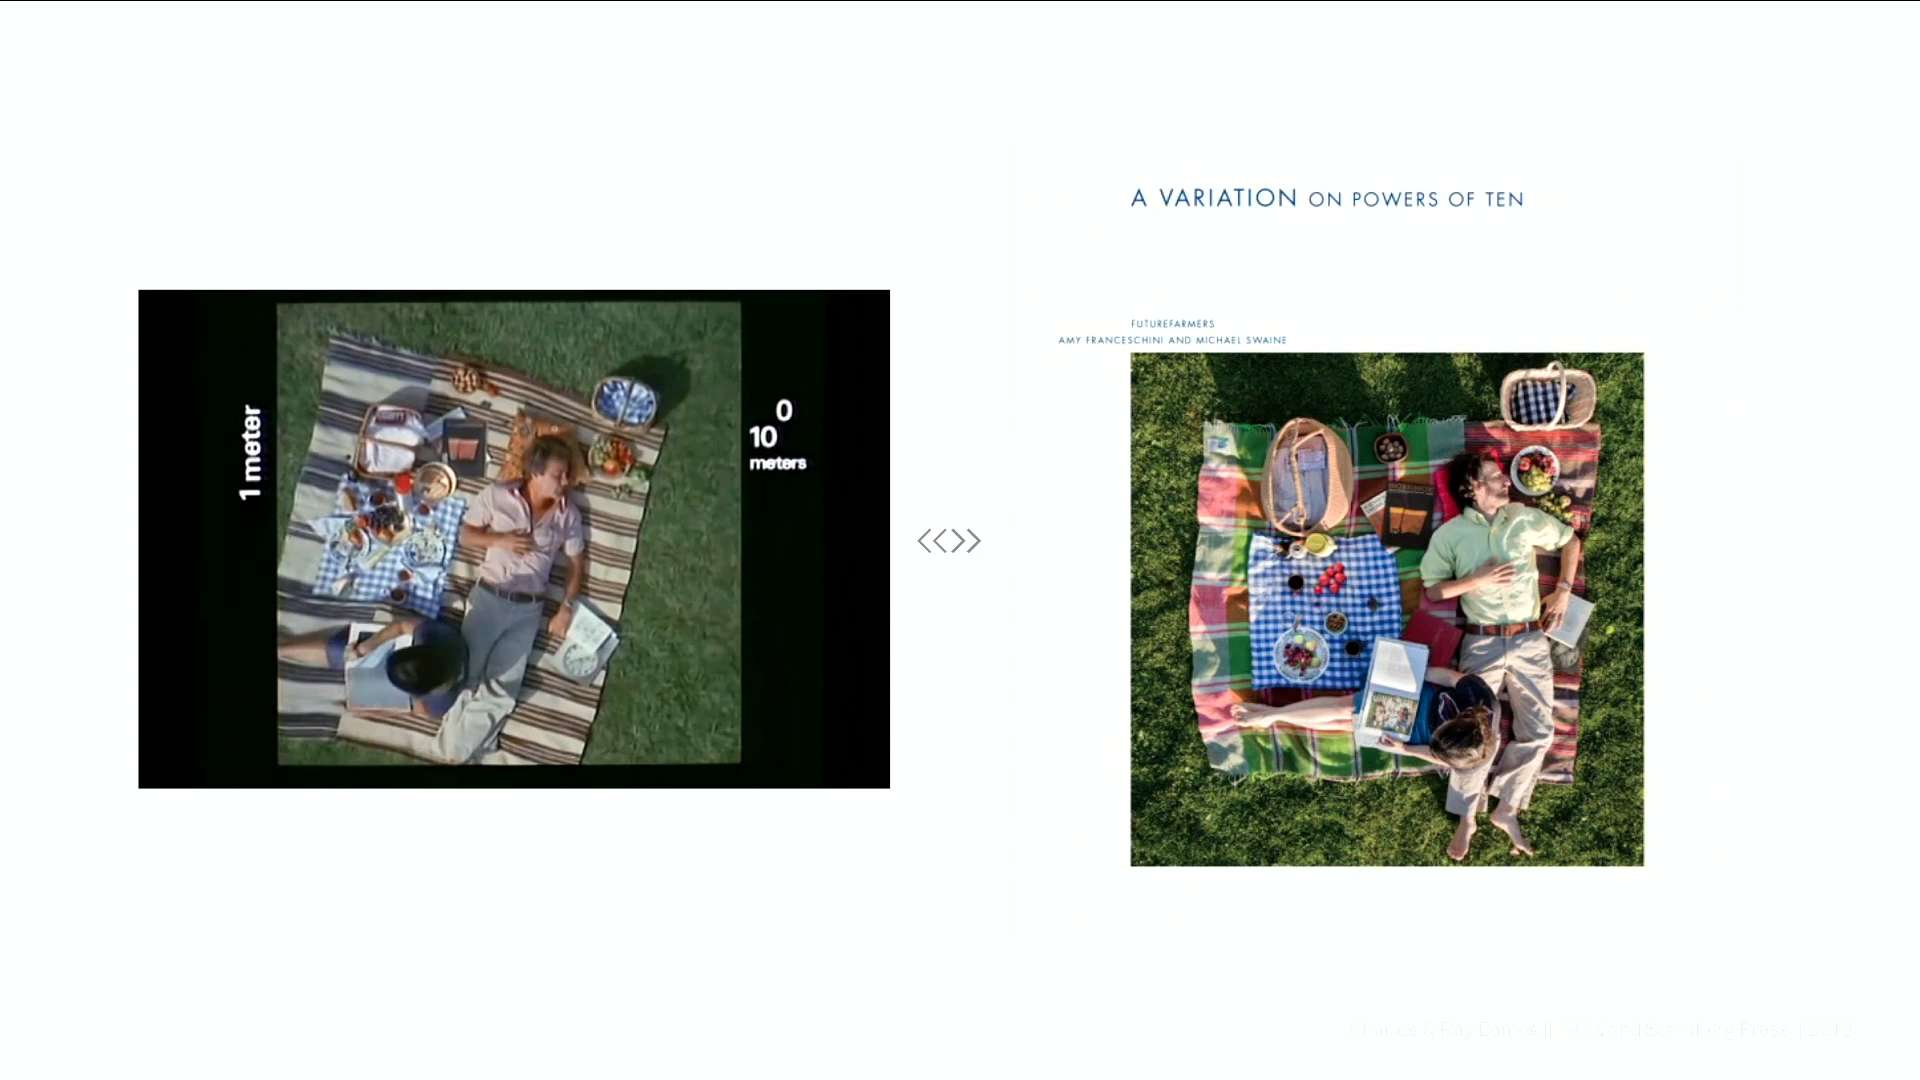 1 meter
0
10
meters
A VARIATION ON POWERS OF TEN
FUTUREFARMERS
AMY FRANCESCHINI AND MICHAEL SWAINE